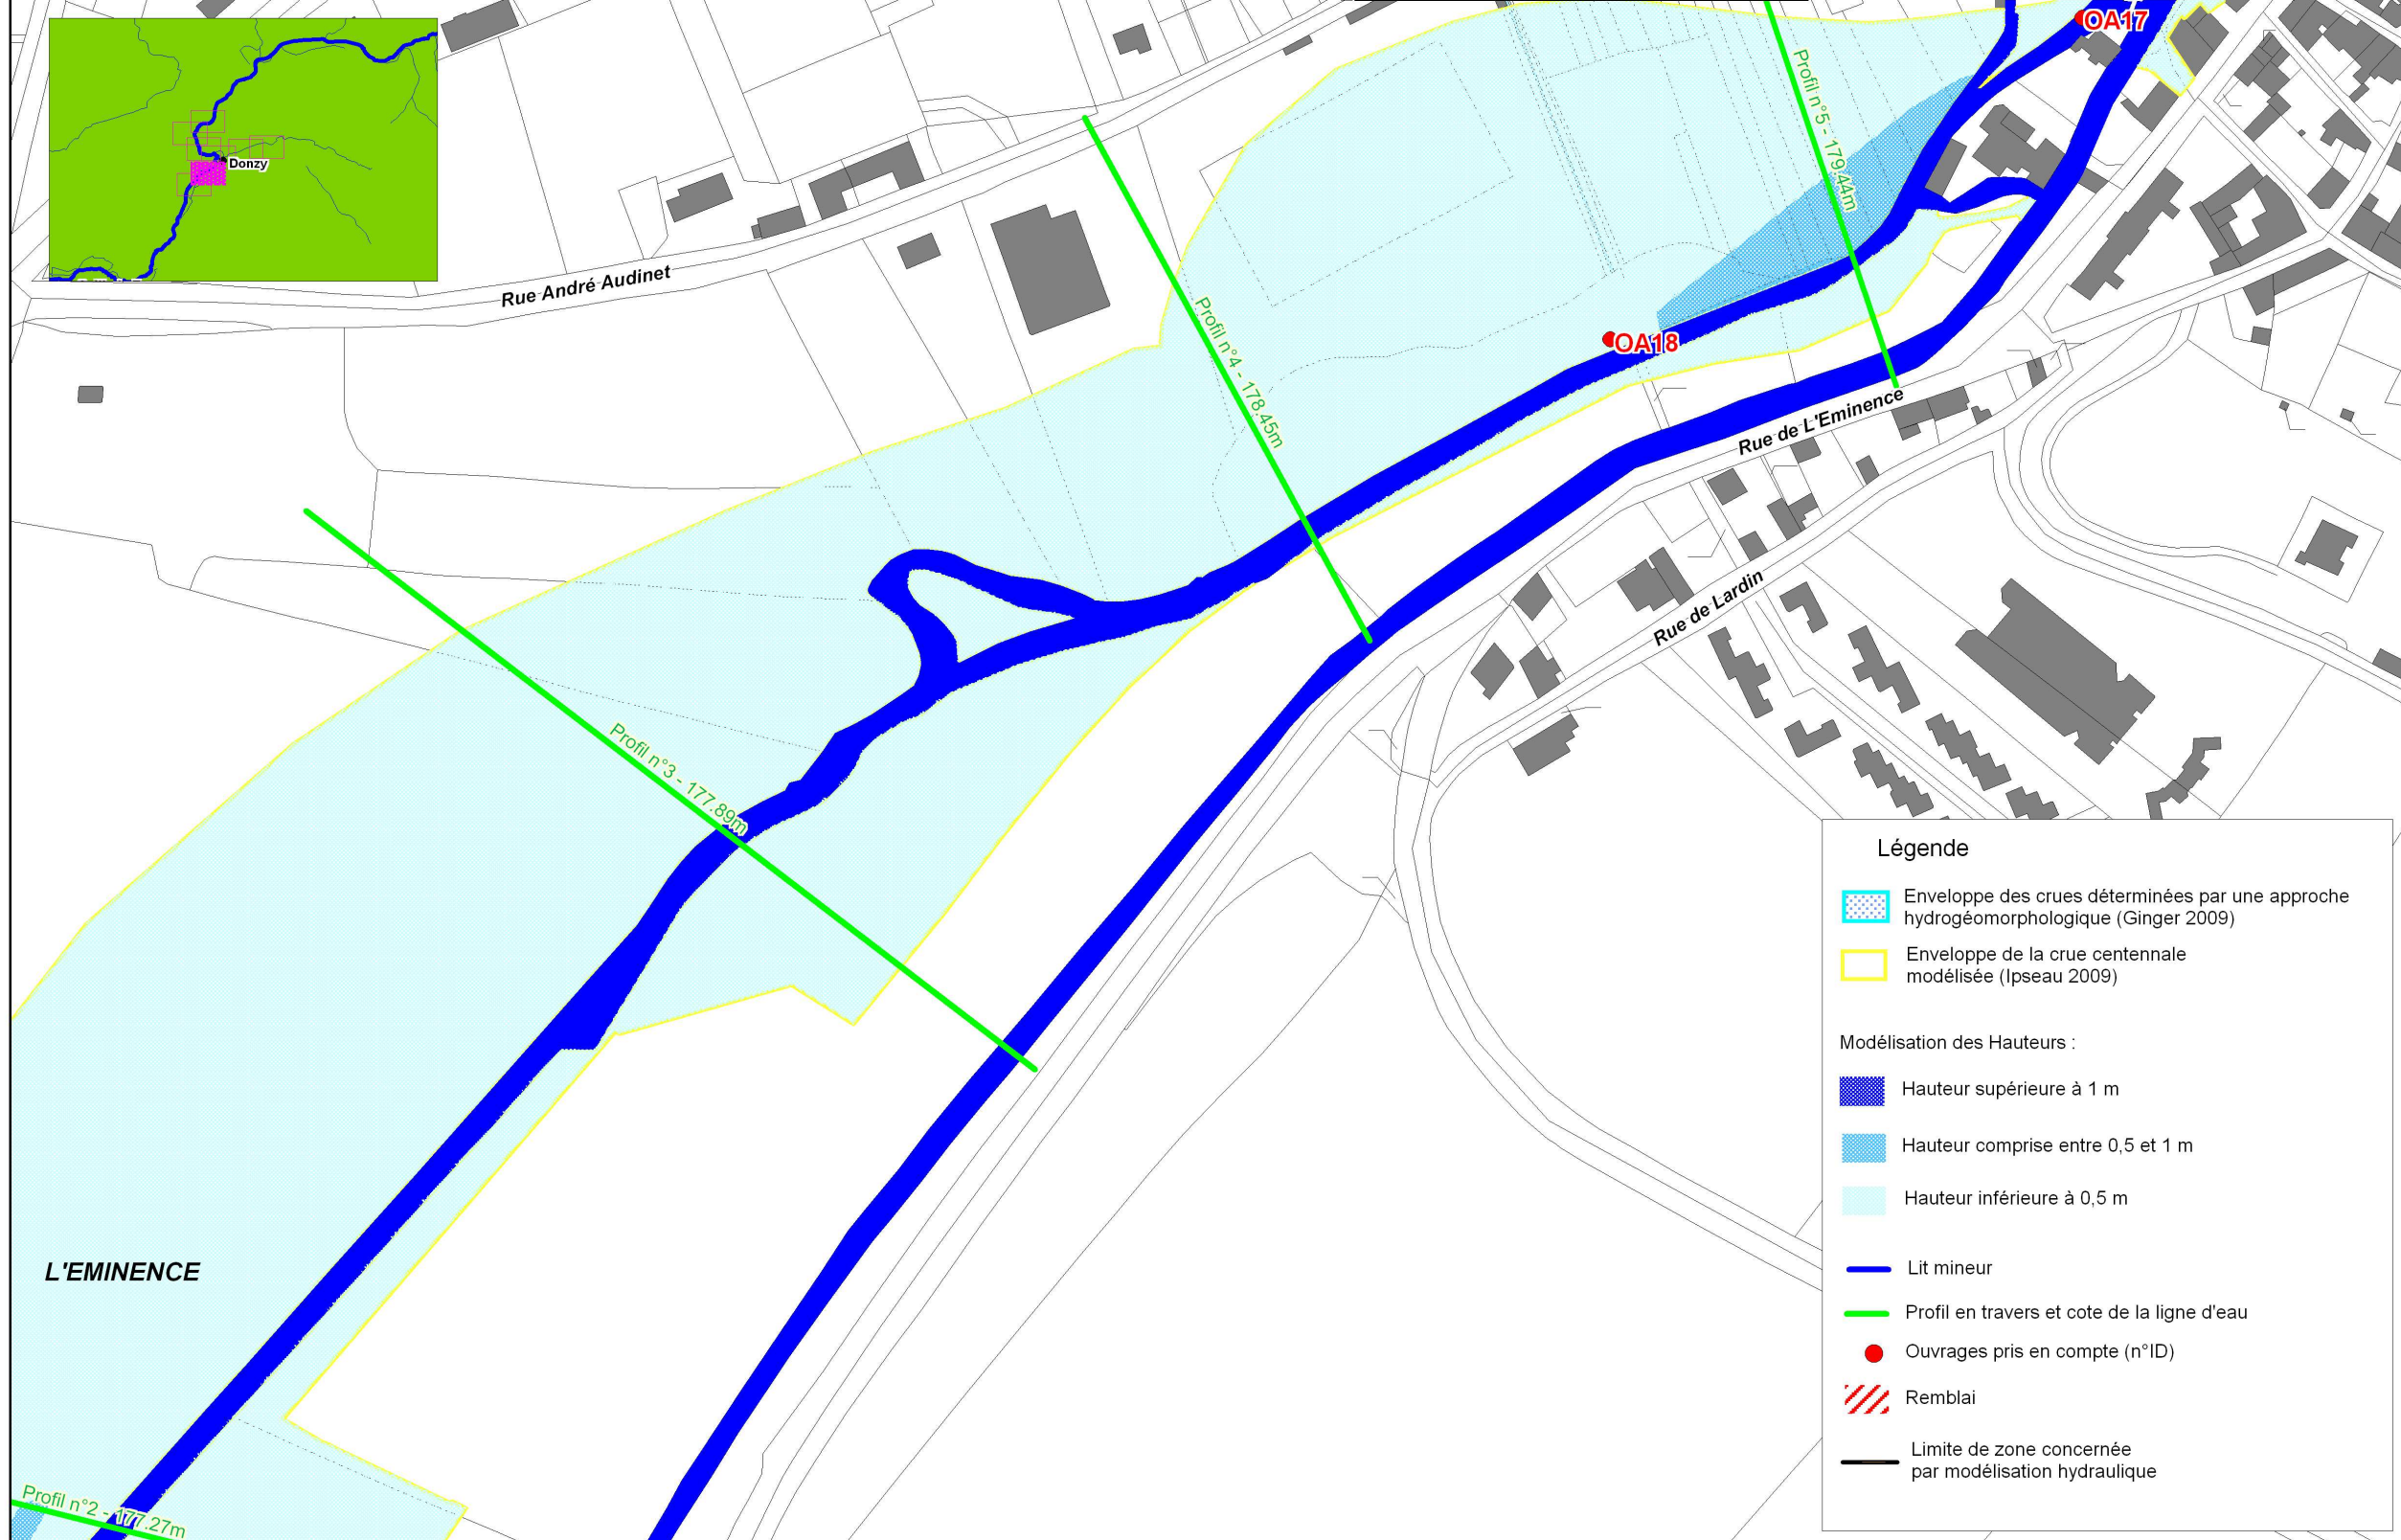 Donzy
OA17
Profil n°5 - 179.44m
Rue André Audinet
Profil n°4 - 178.45m
OA18
Rue de L'Eminence
Rue de Lardin
Profil n°3 - 177.89m
L'EMINENCE
Profil n°2 - 177.27m
Légende
Enveloppe des crues déterminées par une approche
hydrogéomorphologique (Ginger 2009)
Enveloppe de la crue centennale
modélisée (Ipseau 2009)
Modélisation des Hauteurs :
Hauteur supérieure à 1 m
Hauteur comprise entre 0,5 et 1 m
Hauteur inférieure à 0,5 m
Lit mineur
Profil en travers et cote de la ligne d'eau
Ouvrages pris en compte (n°ID)
Remblai
Limite de zone concernée
par modélisation hydraulique